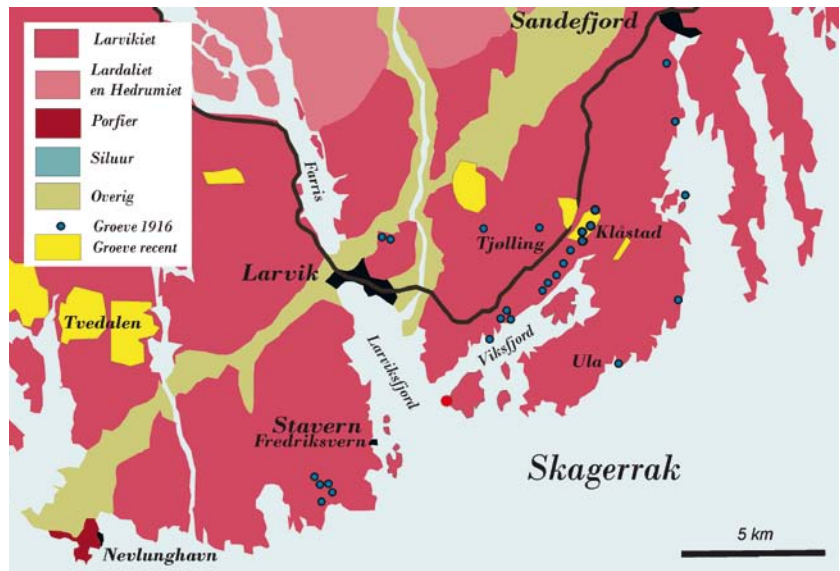 Larvikiet
Lardaliet
en Hedrumiet
Porfier
Siluur
Overig
Groeve 1916
Groeve recent
Sandefjord
Farris
Tjølling
Klåstad
Larvik
Tvedalen
Larviksfjord
Viksfjord
Ula
Stavern
Fredriksvern
Skagerrak
Nevlunghavn
5 km